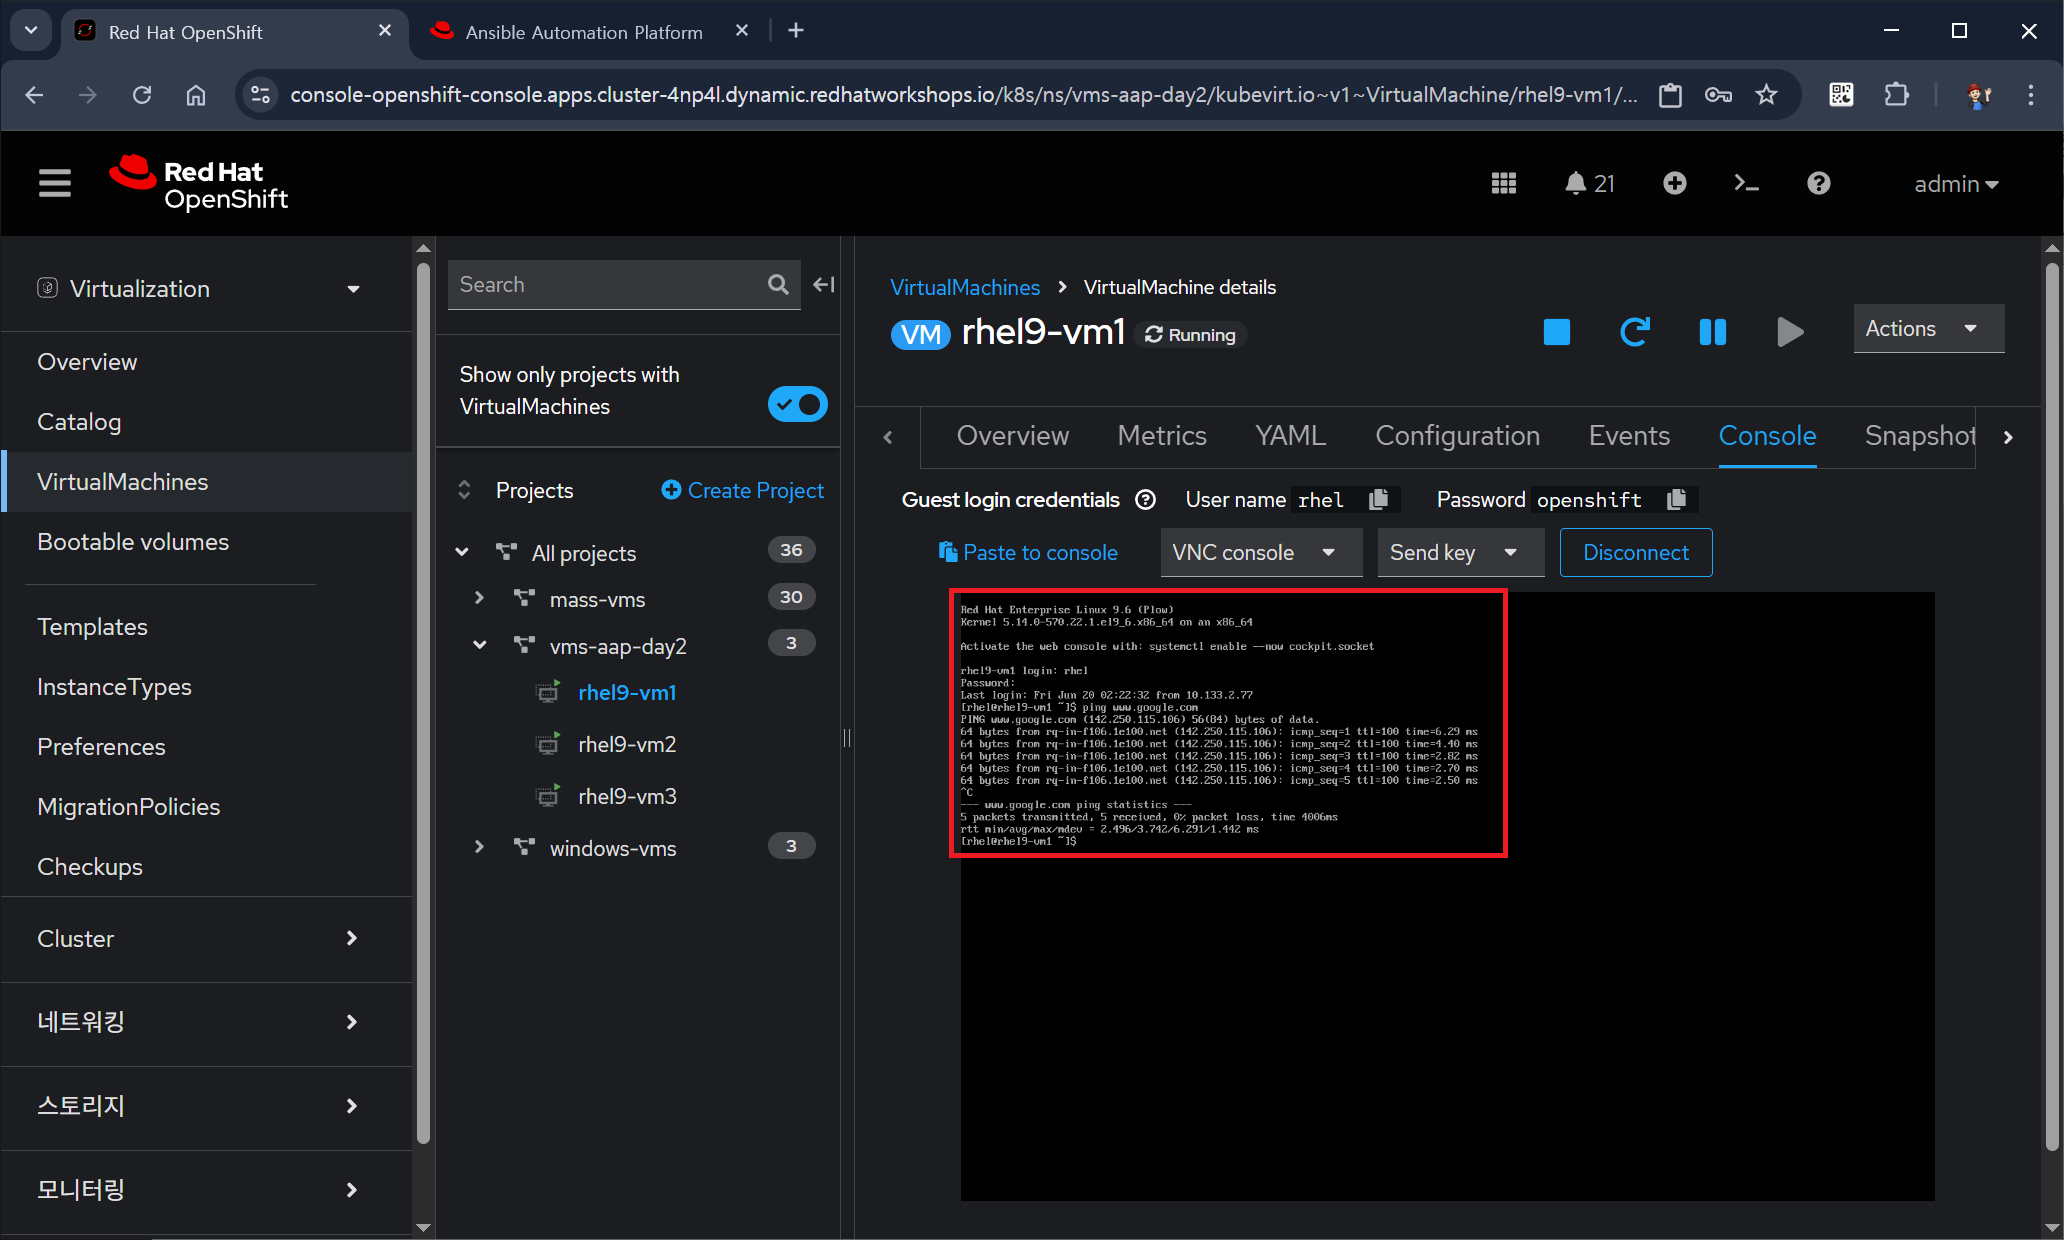 Red Hat OpenShift
Ansible Automation Platform
console-openshift-console.apps.cluster-4np4l.dynamic.redhatworkshops.io/k8s/ns/vms-aap-day2/kubevirt.io~v1~VirtualMachine/rhel9-vm1/...
Red Hat
OpenShift
21
admin
Virtualization
Overview
Catalog
VirtualMachines
Bootable volumes
Templates
InstanceTypes
Preferences
MigrationPolicies
Checkups
Cluster
네트워킹
스토리지
모니터링
Search
Show only projects with
VirtualMachines
Projects
Create Project
All projects 36
mass-vms 30
vms-aap-day2 3
rhel9-vm1
rhel9-vm2
rhel9-vm3
windows-vms 3
VirtualMachines > VirtualMachine details
VM rhel9-vm1 Running
Actions
Overview Metrics YAML Configuration Events Console Snapshot
Guest login credentials User name rhel Password openshift
Paste to console VNC console Send key Disconnect
Red Hat Enterprise Linux 9.6 (Plow)
Kernel 5.14.0-570.22.1.el9_6.x86_64 on an x86_64
Activate the web console with: systemctl enable --now cockpit.socket
rhel9-vm1 login: rhel
Password:
Last login: Fri Jun 20 02:22:32 from 10.133.2.77
[rhel@rhel9-vm1 ~]$ ping www.google.com
PING www.google.com (142.250.115.106) 56(84) bytes of data.
64 bytes from rq-in-f106.1e100.net (142.250.115.106): icmp_seq=1 ttl=100 time=6.29 ms
64 bytes from rq-in-f106.1e100.net (142.250.115.106): icmp_seq=2 ttl=100 time=4.40 ms
64 bytes from rq-in-f106.1e100.net (142.250.115.106): icmp_seq=3 ttl=100 time=2.82 ms
64 bytes from rq-in-f106.1e100.net (142.250.115.106): icmp_seq=4 ttl=100 time=2.70 ms
64 bytes from rq-in-f106.1e100.net (142.250.115.106): icmp_seq=5 ttl=100 time=2.50 ms
^C
--- www.google.com ping statistics ---
5 packets transmitted, 5 received, 0% packet loss, time 4006ms
rtt min/avg/max/mdev = 2.496/3.742/6.291/1.442 ms
[rhel@rhel9-vm1 ~]$